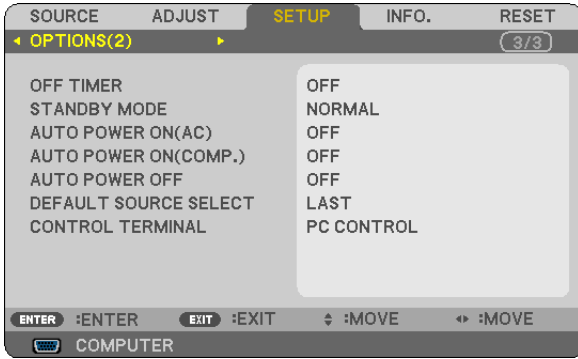 SOURCE ADJUST SETUP INFO. RESET
OPTIONS(2) 3/3
OFF TIMER OFF
STANDBY MODE NORMAL
AUTO POWER ON(AC) OFF
AUTO POWER ON(COMP.) OFF
AUTO POWER OFF OFF
DEFAULT SOURCE SELECT LAST
CONTROL TERMINAL PC CONTROL
ENTER :ENTER EXIT :EXIT :MOVE :MOVE
COMPUTER